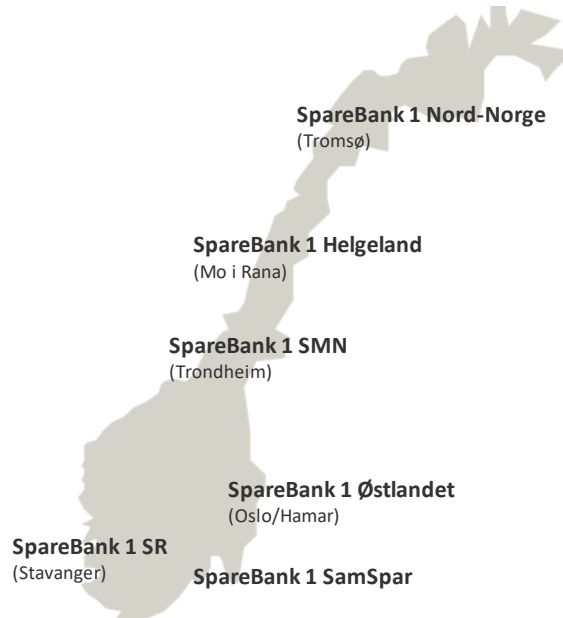 SpareBank 1 Nord-Norge
(Tromsø)
SpareBank 1 Helgeland
(Mo i Rana)
SpareBank 1 SMN
(Trondheim)
SpareBank 1 Østlandet
(Oslo/Hamar)
SpareBank 1 SR
(Stavanger)
SpareBank 1 SamSpar